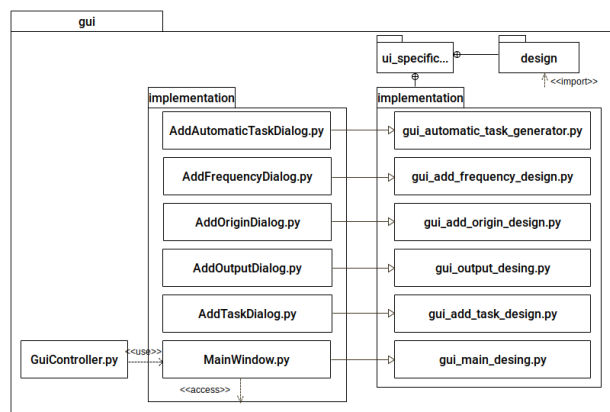 gui
ui_specific...
design
<<import>>
implementation
implementation
AddAutomaticTaskDialog.py
gui_automatic_task_generator.py
AddFrequencyDialog.py
gui_add_frequency_design.py
AddOriginDialog.py
gui_add_origin_design.py
AddOutputDialog.py
gui_output_desing.py
AddTaskDialog.py
gui_add_task_design.py
GuiController.py
<<use>>
MainWindow.py
gui_main_desing.py
<<access>>